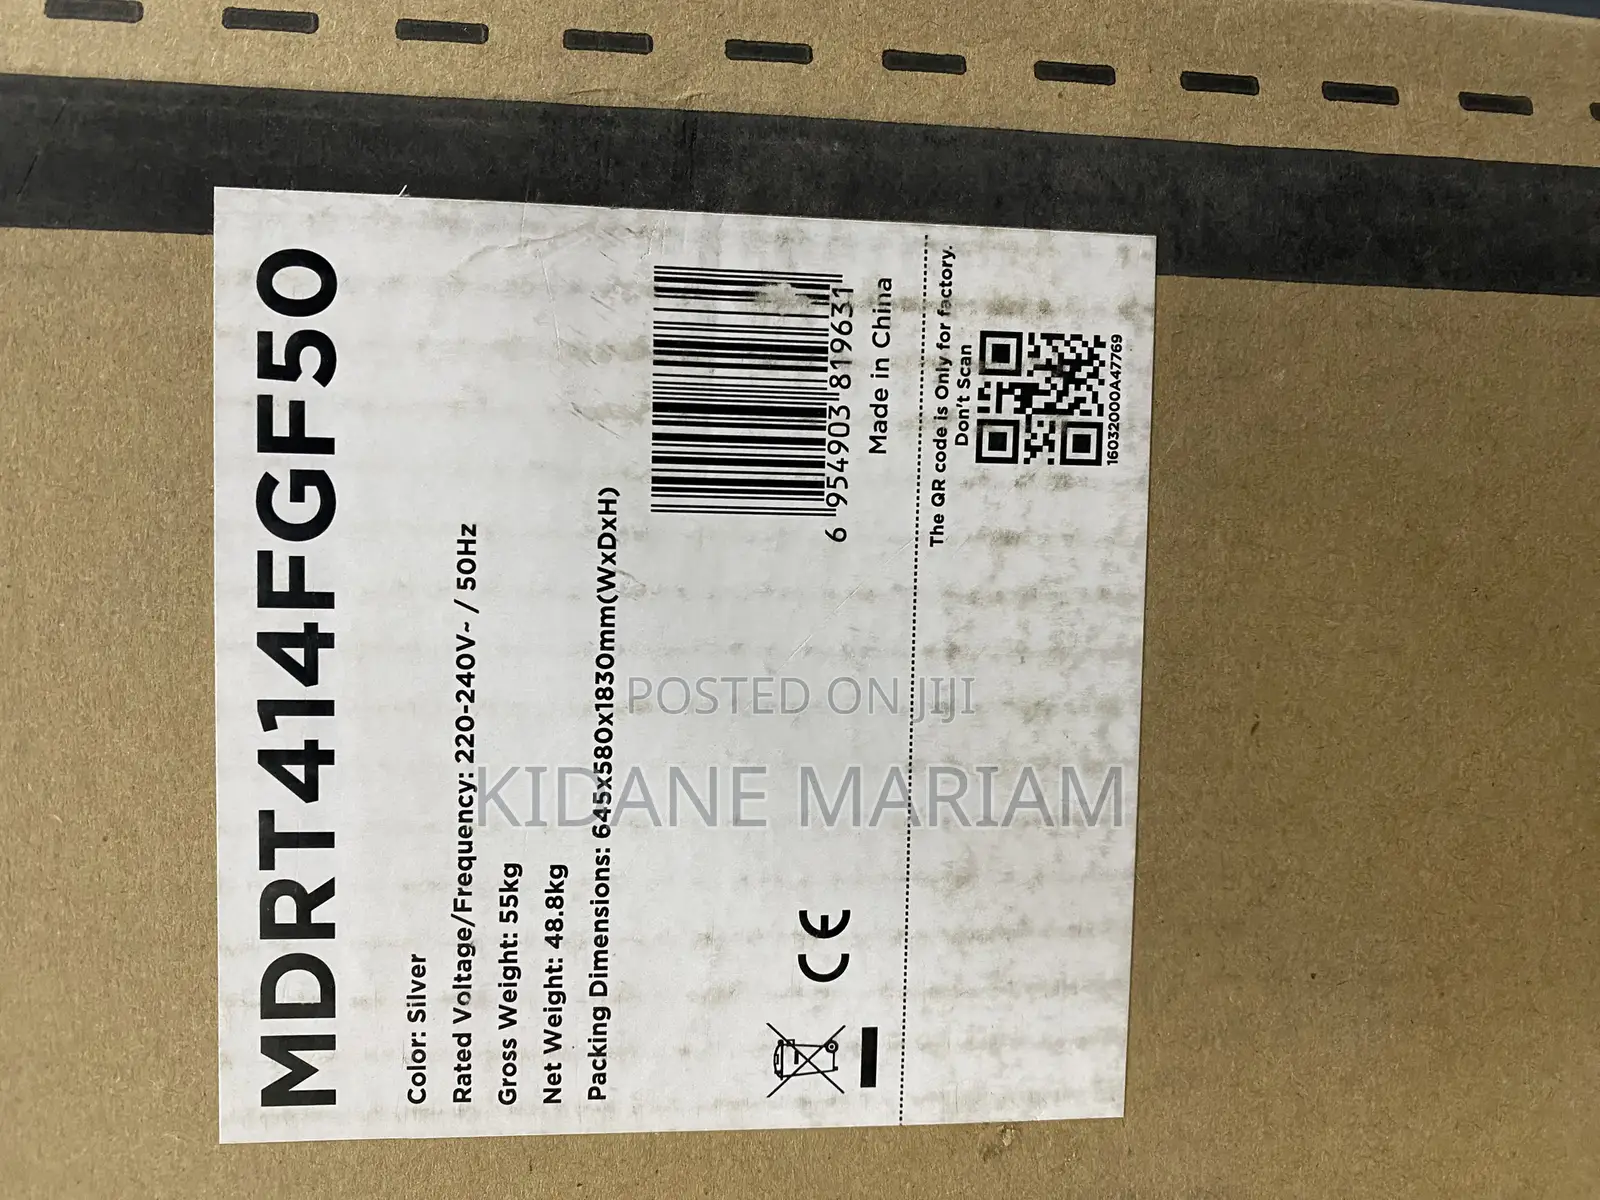 MDRT414FGF50
Color: Silver
Rated Voltage/Frequency: 220-240V~ / 50Hz
Gross Weight: 55kg
Net Weight: 48.8kg
Packing Dimensions: 645x580x1830mm(WxDxH)
6 954903 819631
Made in China
The QR code is Only for factory.
Don't Scan
16032000A47769
CE
POSTED ON JIJI
KIDANE MARIAM